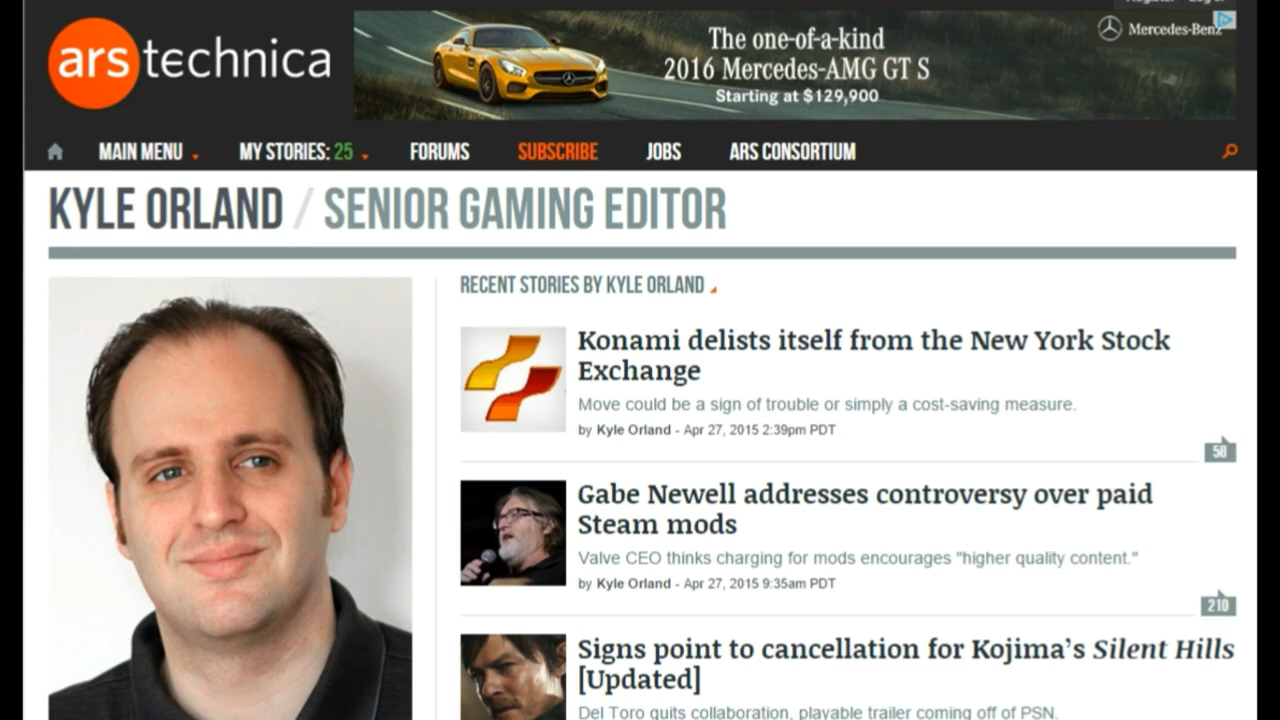 ars technica
The one-of-a-kind
2016 Mercedes-AMG GT S
Starting at $129,900
Mercedes-Benz
MAIN MENU
MY STORIES: 25
FORUMS
SUBSCRIBE
JOBS
ARS CONSORTIUM
KYLE ORLAND / SENIOR GAMING EDITOR
RECENT STORIES BY KYLE ORLAND
Konami delists itself from the New York Stock
Exchange
Move could be a sign of trouble or simply a cost-saving measure.
by Kyle Orland - Apr 27, 2015 2:39pm PDT
58
Gabe Newell addresses controversy over paid
Steam mods
Valve CEO thinks charging for mods encourages "higher quality content."
by Kyle Orland - Apr 27, 2015 9:35am PDT
210
Signs point to cancellation for Kojima's Silent Hills
[Updated]
Del Toro quits collaboration, playable trailer coming off of PSN.